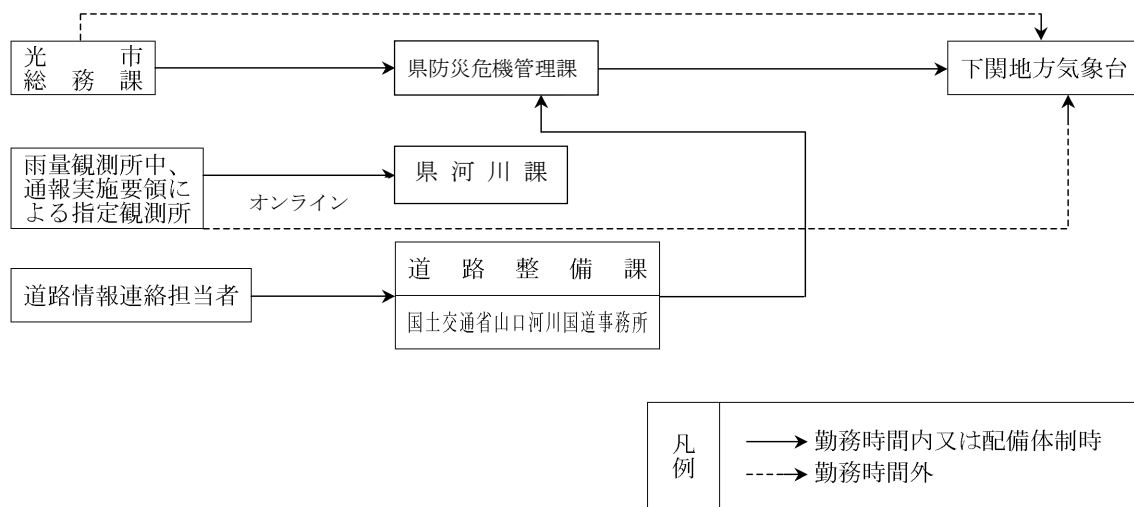 光市
総務課
県防災危機管理課
下関地方気象台
雨量観測所中、
通報実施要領に
よる指定観測所
オンライン
県河川課
道路情報連絡担当者
道路整備課
国土交通省山口河川国道事務所
凡例
勤務時間内又は配備体制時
勤務時間外